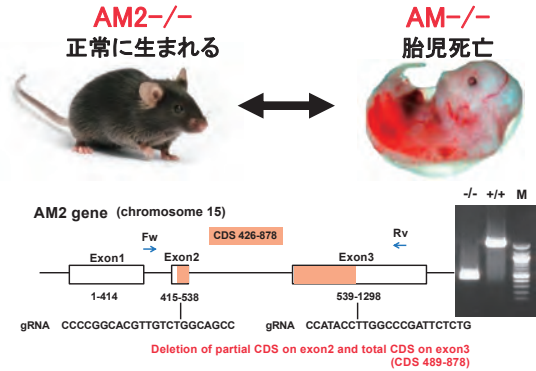 AM2-/-
正常に生まれる
AM-/-
胎児死亡
-/- +/+ M
AM2 gene (chromosome 15)
CDS 426-878
Fw
Rv
Exon1
Exon2
Exon3
1-414
415-538
539-1298
gRNA CCCCGGCACGTTGTCTGGCAGCC
gRNA CCATACCTTGGCCCGATTCTCTG
Deletion of partial CDS on exon2 and total CDS on exon3
(CDS 489-878)